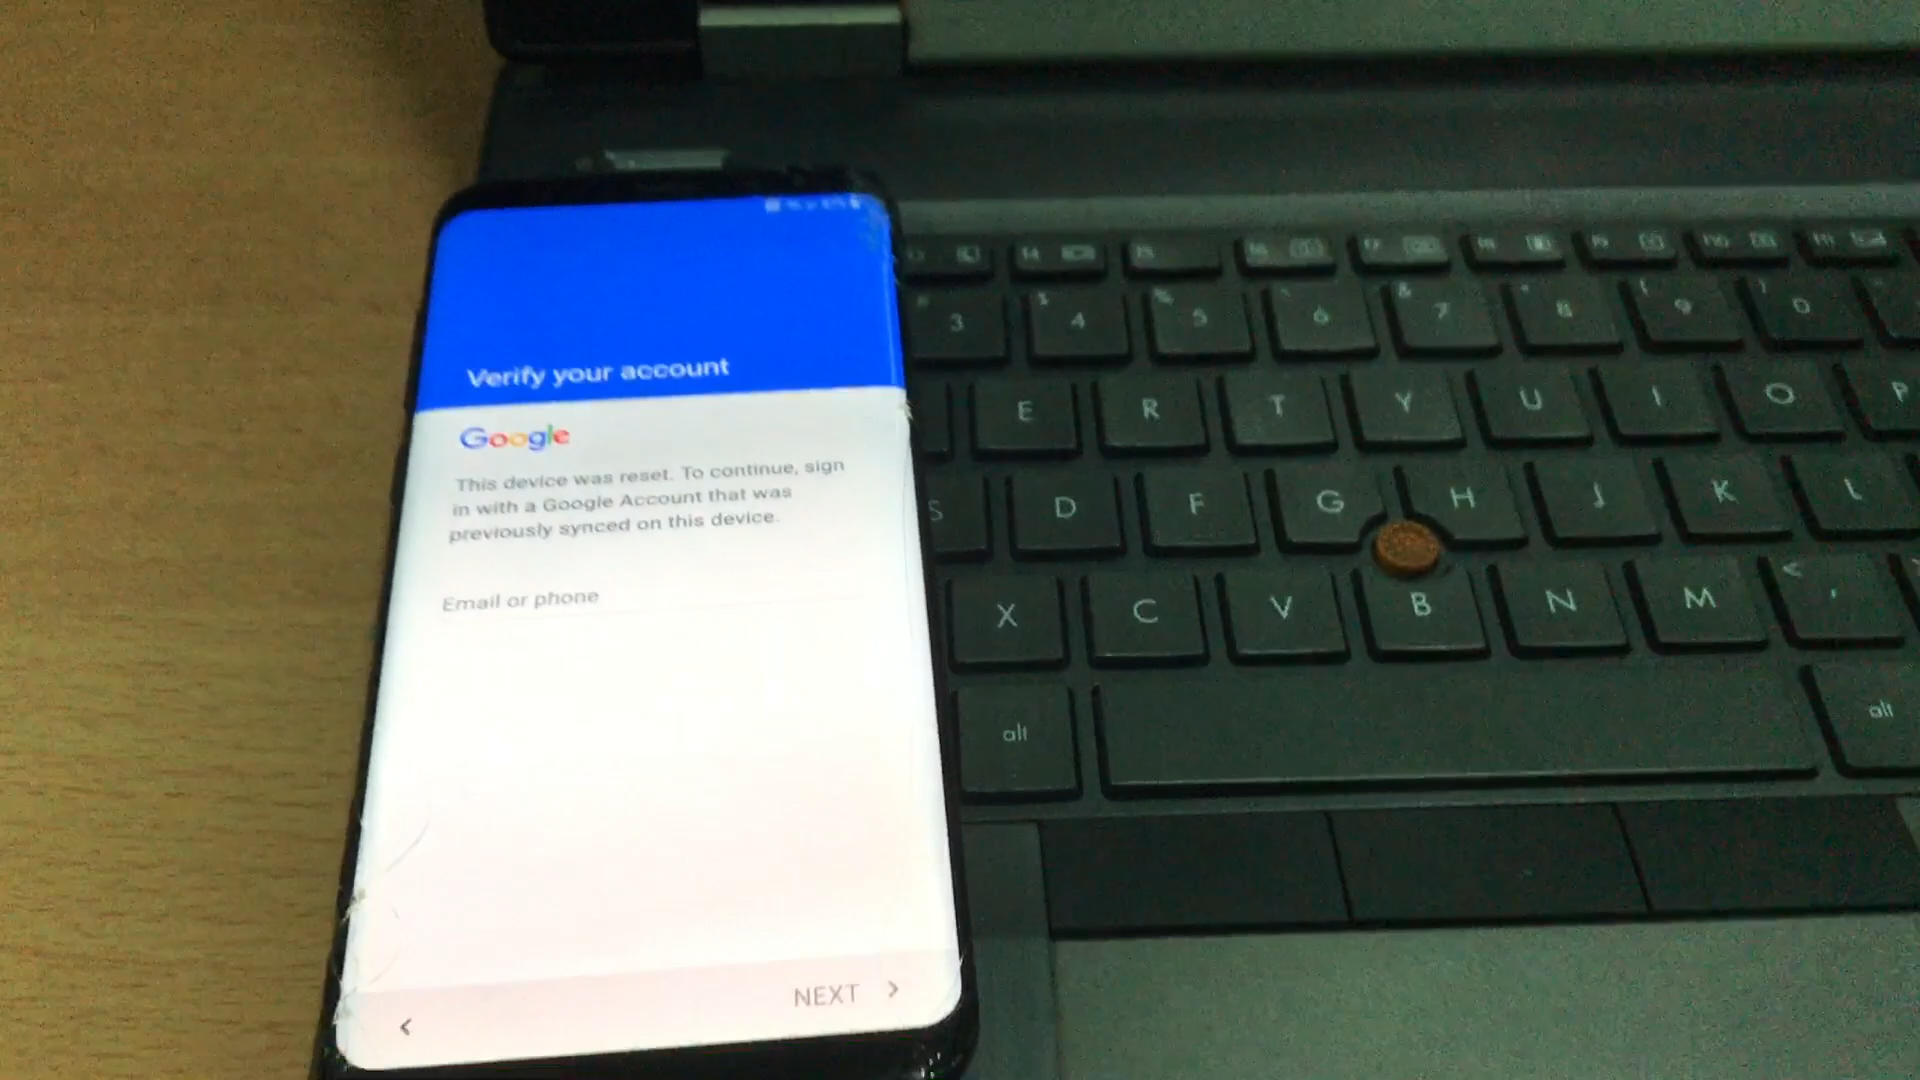 Verify your account
Google
This device was reset. To continue, sign
in with a Google Account that was
previously synced on this device.
Email or phone
NEXT >
<
# 3
$ 4
% 5
6
& 7
* 8
( 9
) 0
E R T Y U I O P
S D F G H J K L
X C V B N M < ,
alt
alt